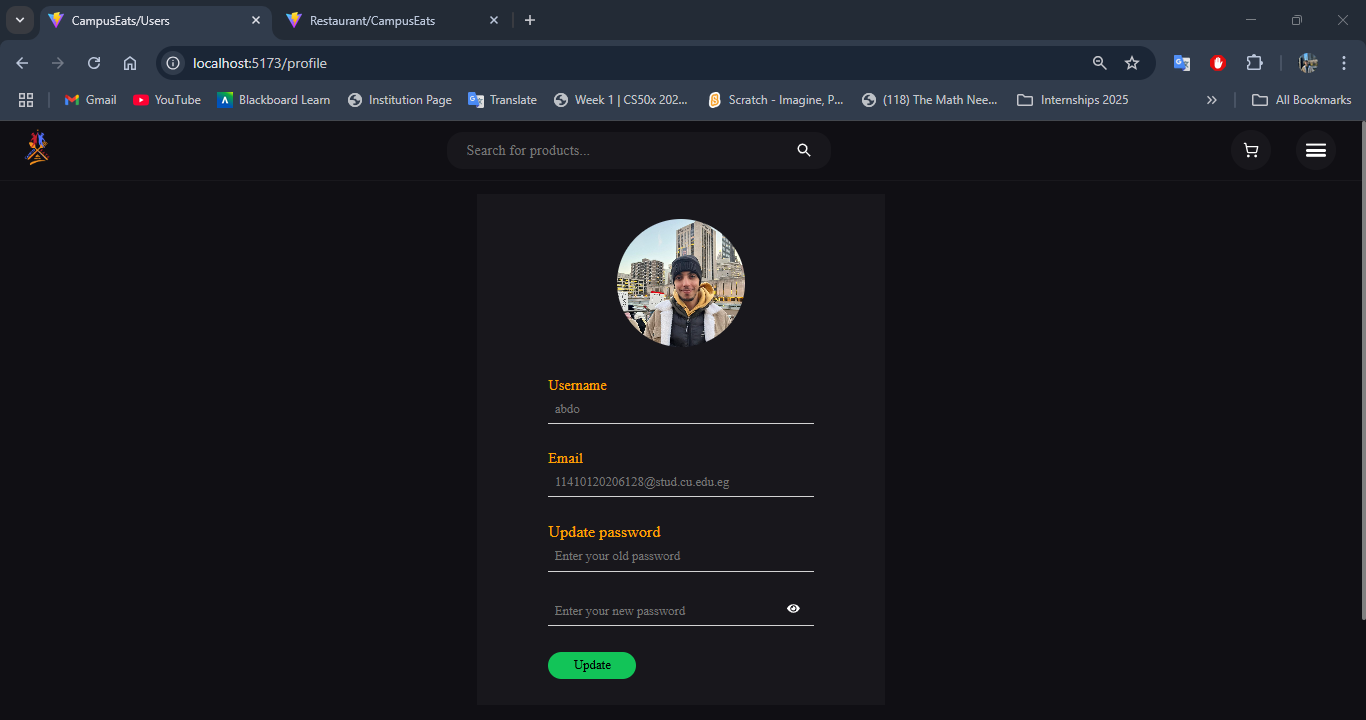 CampusEats/Users
Restaurant/CampusEats
localhost:5173/profile
Gmail
YouTube
Blackboard Learn
Institution Page
Translate
Week 1 | CS50x 202...
Scratch - Imagine, P...
(118) The Math Nee...
Internships 2025
All Bookmarks
Search for products...
Username
abdo
Email
11410120206128@stud.cu.edu.eg
Update password
Enter your old password
Enter your new password
Update